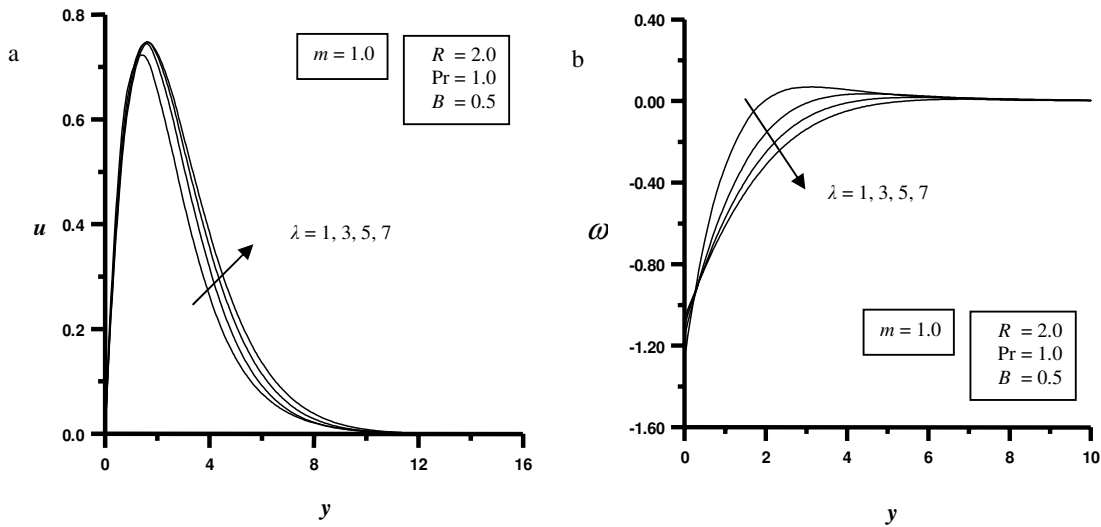 a
0.8
0.6
0.4
0.2
0.0
u
0
4
8
12
16
y
m = 1.0
R = 2.0
Pr = 1.0
B = 0.5
λ = 1, 3, 5, 7
b
0.40
0.00
-0.40
-0.80
-1.20
-1.60
ω
0
2
4
6
8
10
y
λ = 1, 3, 5, 7
m = 1.0
R = 2.0
Pr = 1.0
B = 0.5